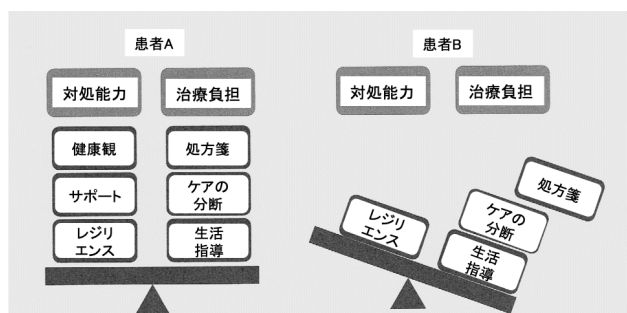 患者A
対処能力
治療負担
健康観
処方箋
サポート
ケアの
分断
レジリ
エンス
生活
指導
患者B
対処能力
治療負担
処方箋
ケアの
分断
レジリ
エンス
生活
指導